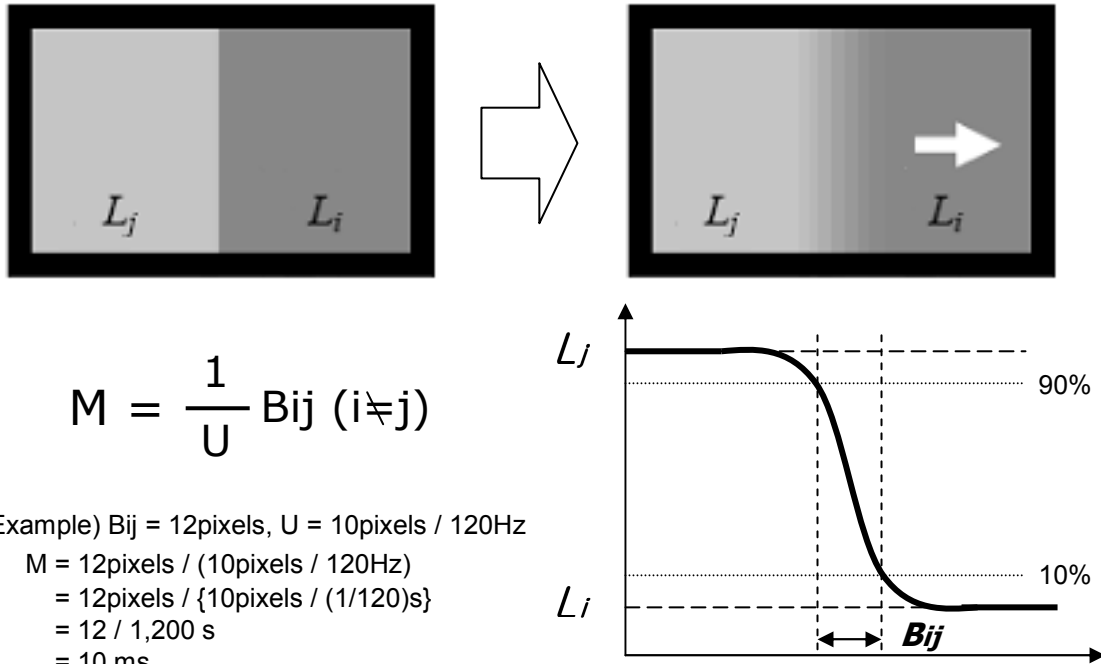 Lj Li
Lj Li
M = 1/U Bij (i≒j)
Example) Bij = 12pixels, U = 10pixels / 120Hz
M = 12pixels / (10pixels / 120Hz)
= 12pixels / {10pixels / (1/120)s}
= 12 / 1,200 s
= 10 ms
Lj
90%
10%
Li
Bij